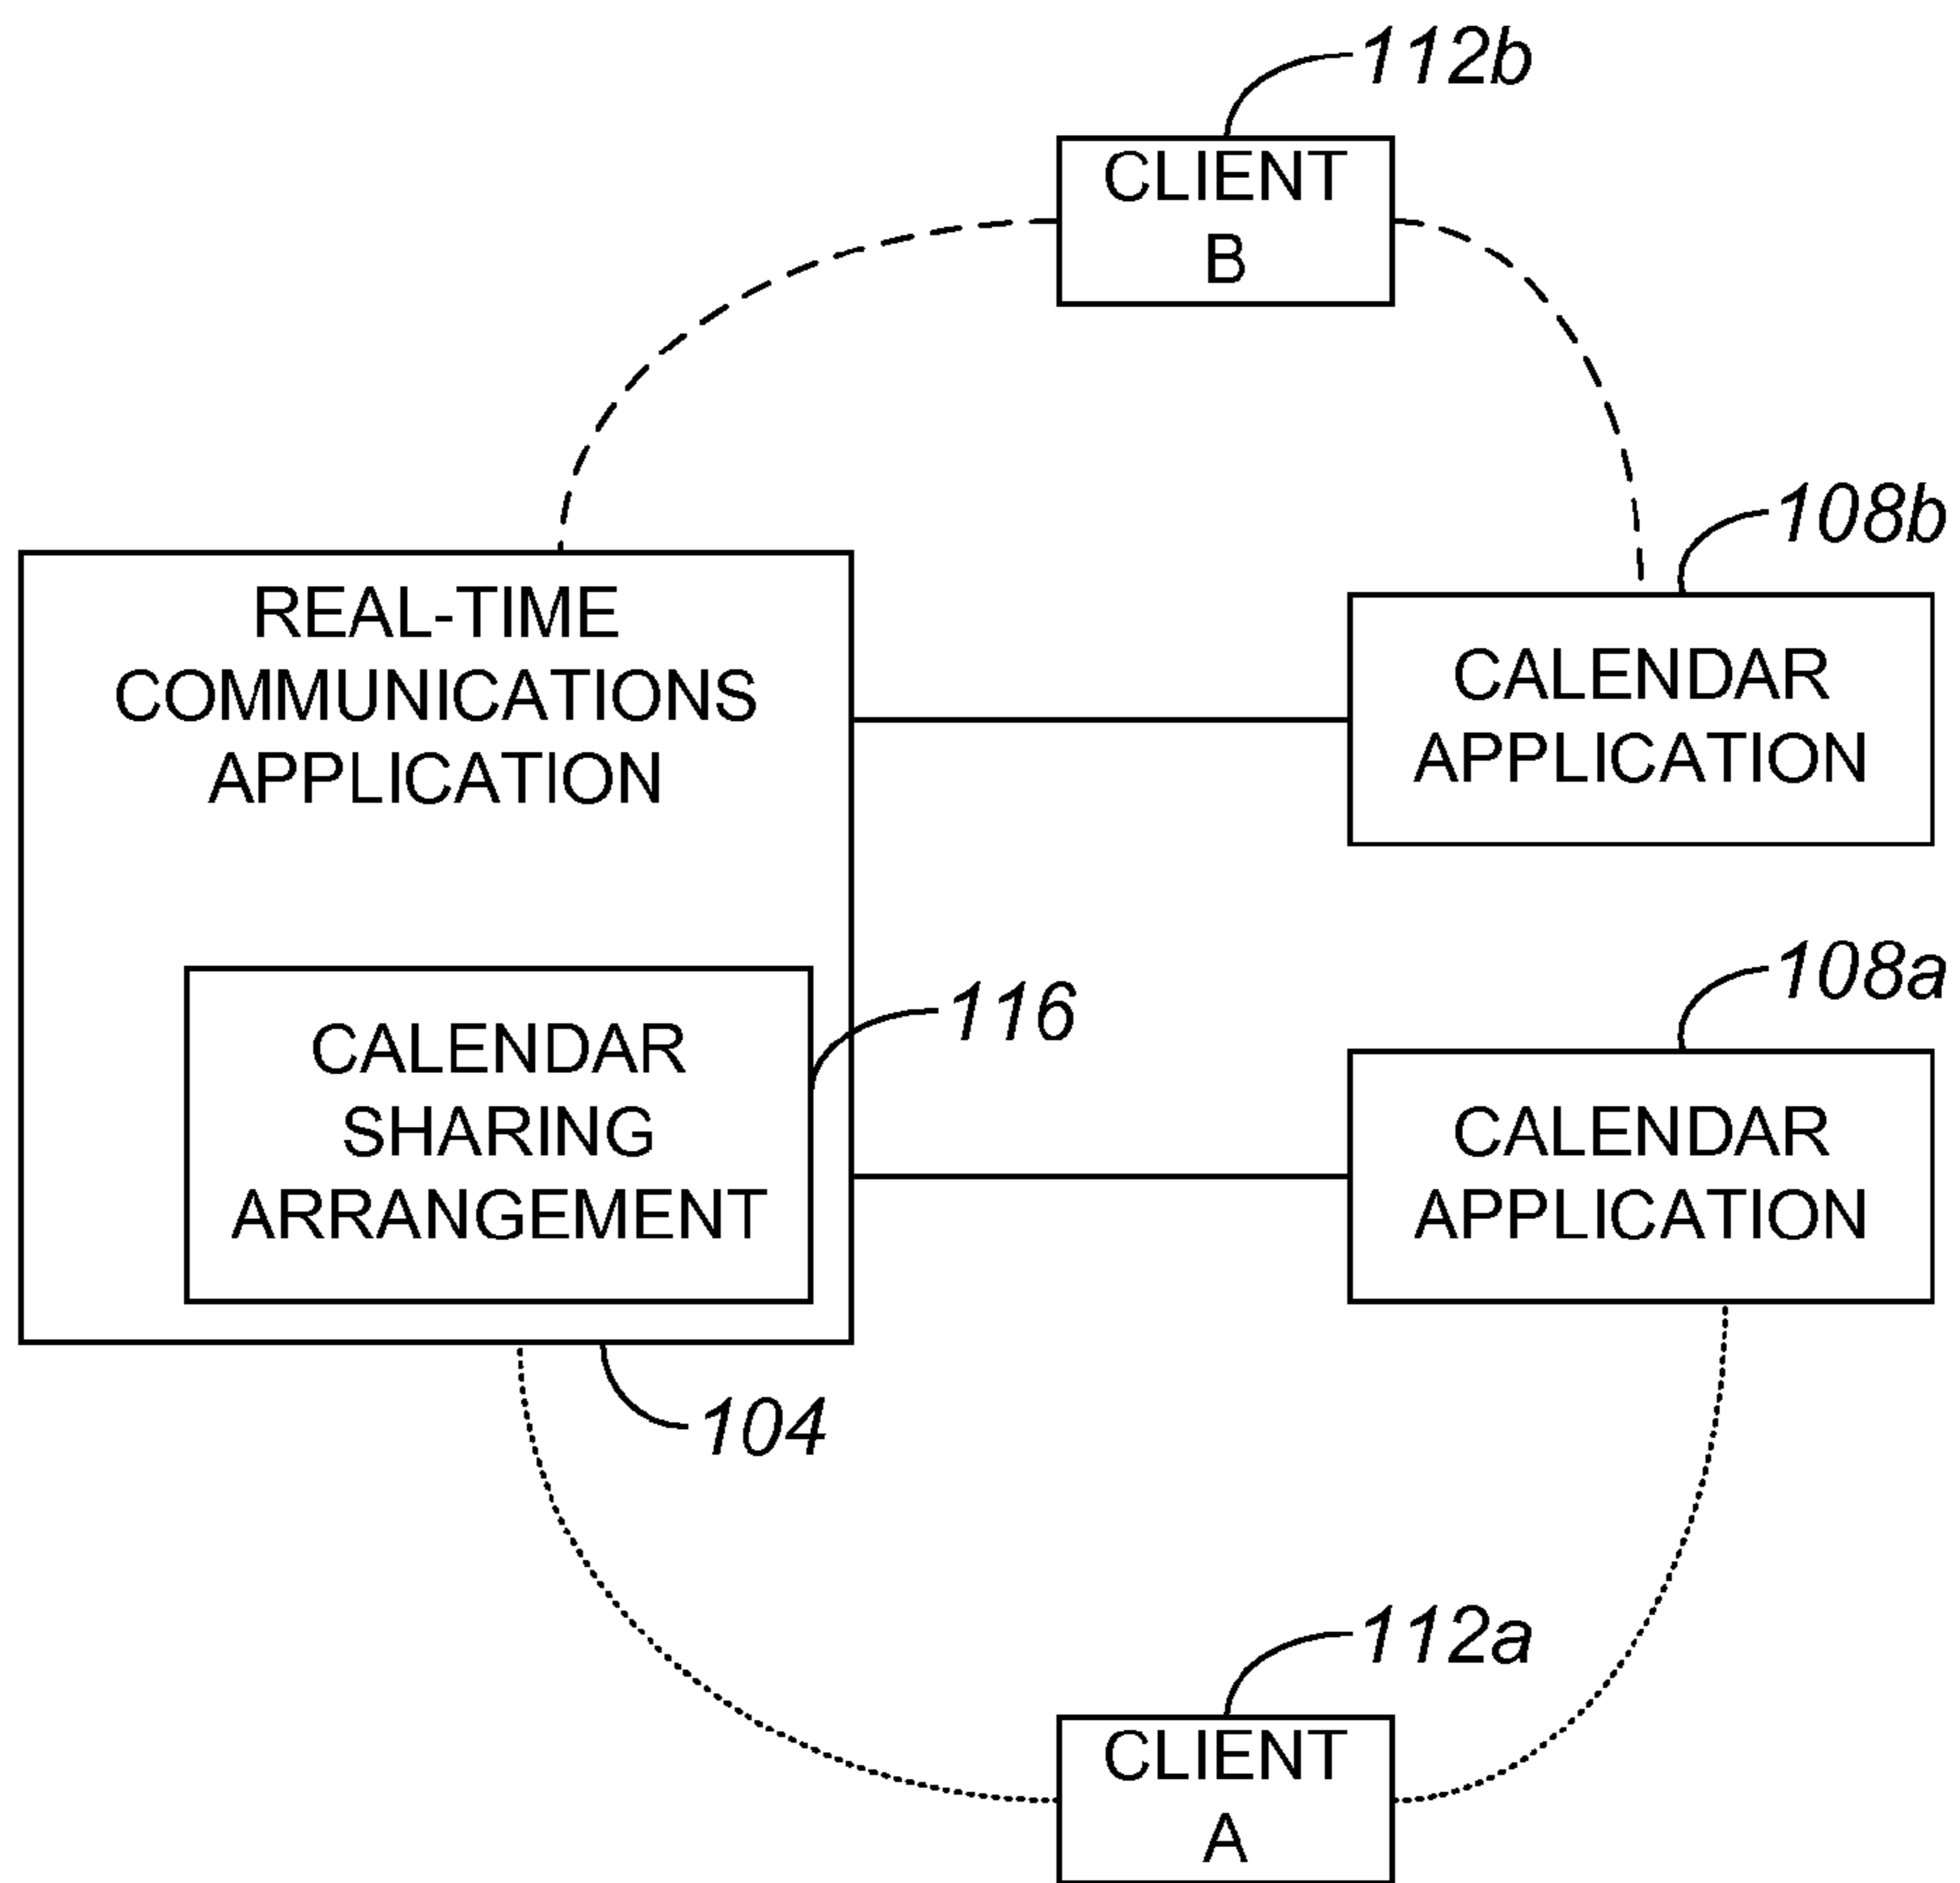 112b
CLIENT
B
108b
REAL-TIME
COMMUNICATIONS
APPLICATION
CALENDAR
APPLICATION
108a
116
CALENDAR
SHARING
ARRANGEMENT
CALENDAR
APPLICATION
104
112a
CLIENT
A